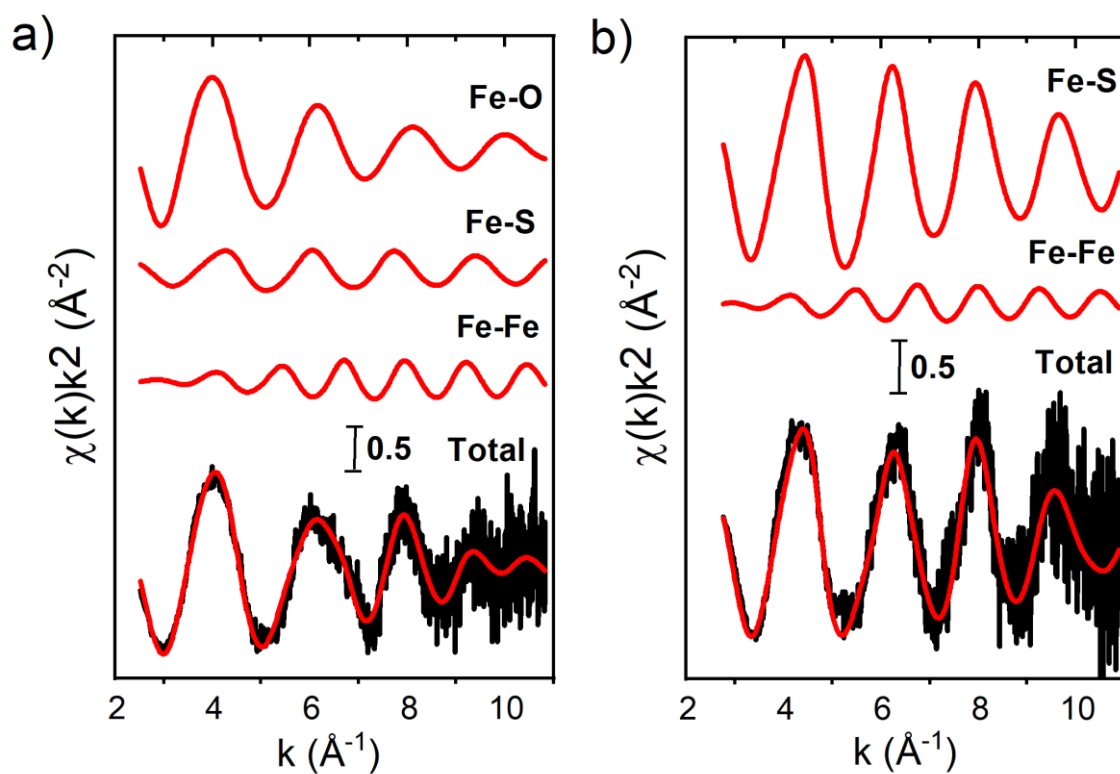 a)
Fe-O
Fe-S
Fe-Fe
0.5 Total
χ(k)k2 (Å⁻²)
2 4 6 8 10
k (Å⁻¹)
b)
Fe-S
Fe-Fe
0.5 Total
χ(k)k2 (Å⁻²)
2 4 6 8 10
k (Å⁻¹)